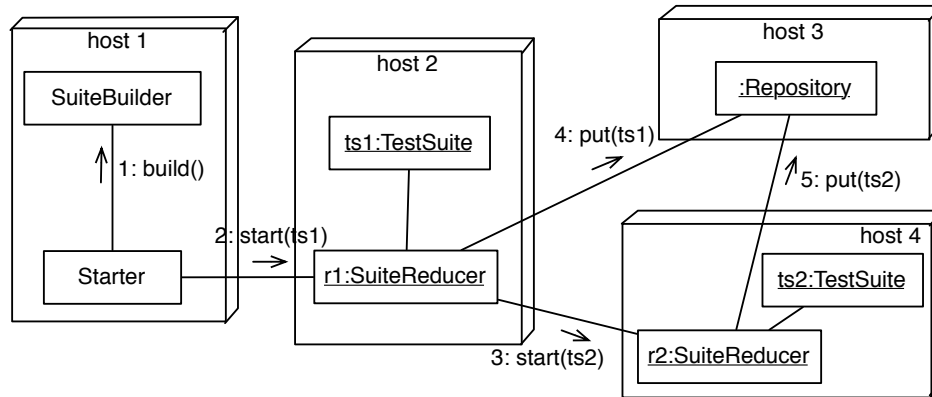 host 1
SuiteBuilder
1: build()
Starter
2: start(ts1)
host 2
ts1:TestSuite
r1:SuiteReducer
3: start(ts2)
4: put(ts1)
host 3
:Repository
5: put(ts2)
host 4
ts2:TestSuite
r2:SuiteReducer